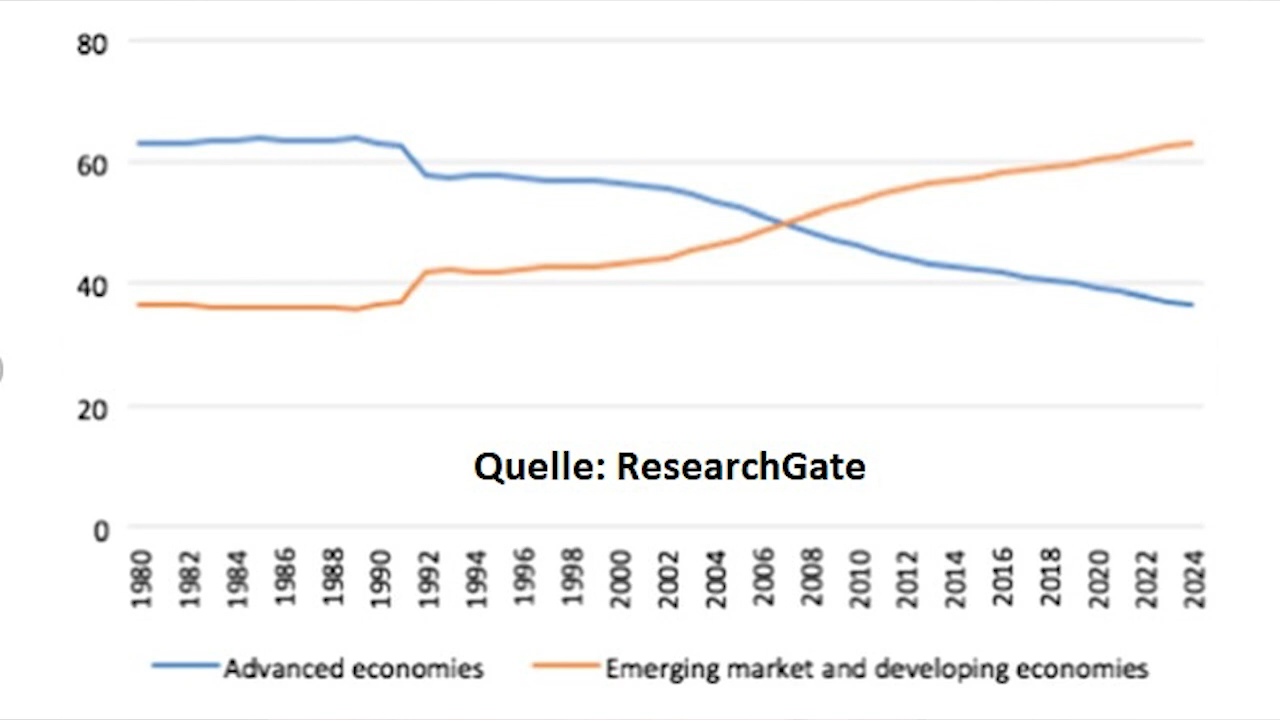 80
60
40
20
Quelle: ResearchGate
0
1980 1982 1984 1986 1988 1990 1992 1994 1996 1998 2000 2002 2004 2006 2008 2010 2012 2014 2016 2018 2020 2022 2024
Advanced economies Emerging market and developing economies